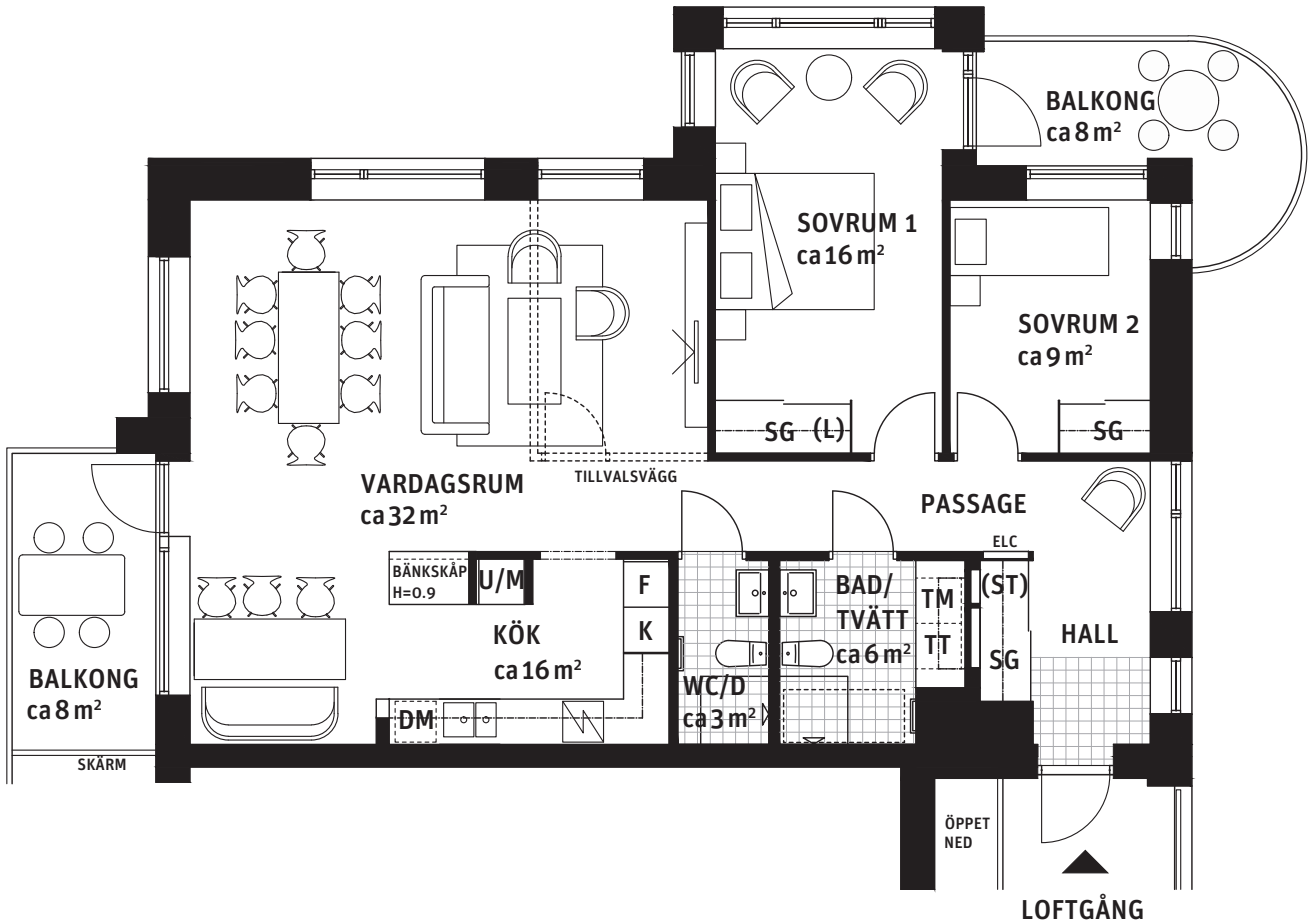 BALKONG
ca 8 m²
SOVRUM 1
ca 16 m²
SOVRUM 2
ca 9 m²
SG (L)
SG
TILLVALSVÄGG
VARDAGSRUM
ca 32 m²
PASSAGE
ELC
BÄNKSKÅP
H=0.9
U/M
F
K
KÖK
ca 16 m²
DM
WC/D
ca 3 m²
BAD/
TVÄTT
ca 6 m²
TM
TT
(ST)
SG
HALL
BALKONG
ca 8 m²
SKÄRM
ÖPPET
NED
LOFTGÅNG